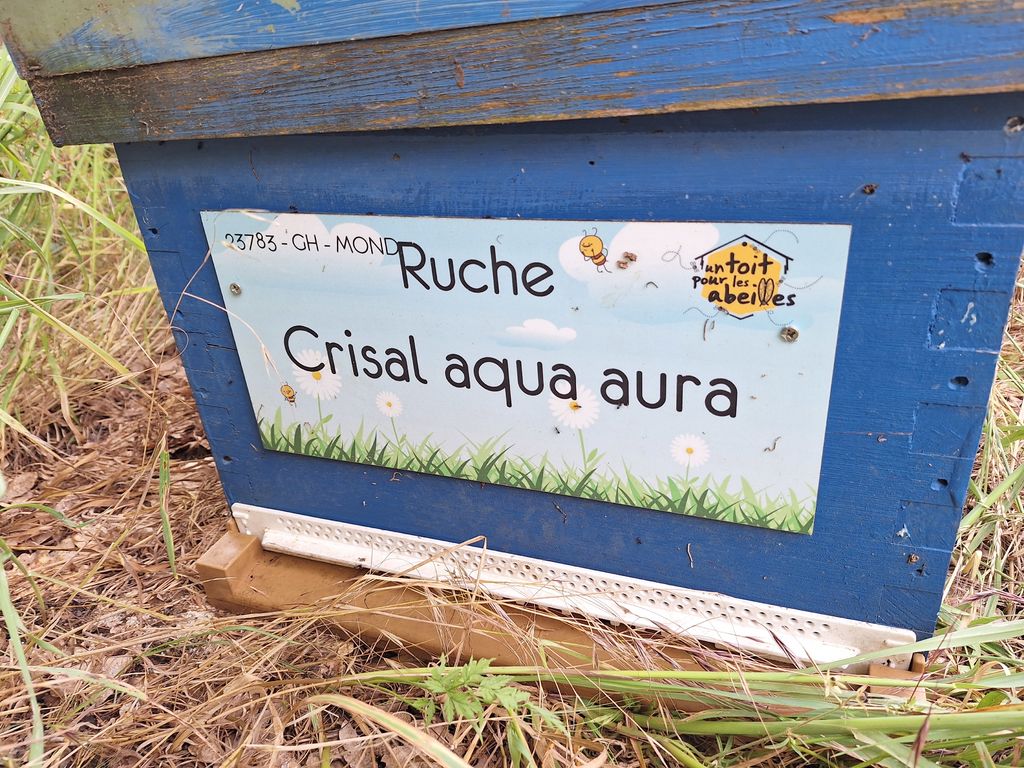 23783 - GH - MOND
Ruche
un toit
pour les
abeilles
Crisal aqua aura